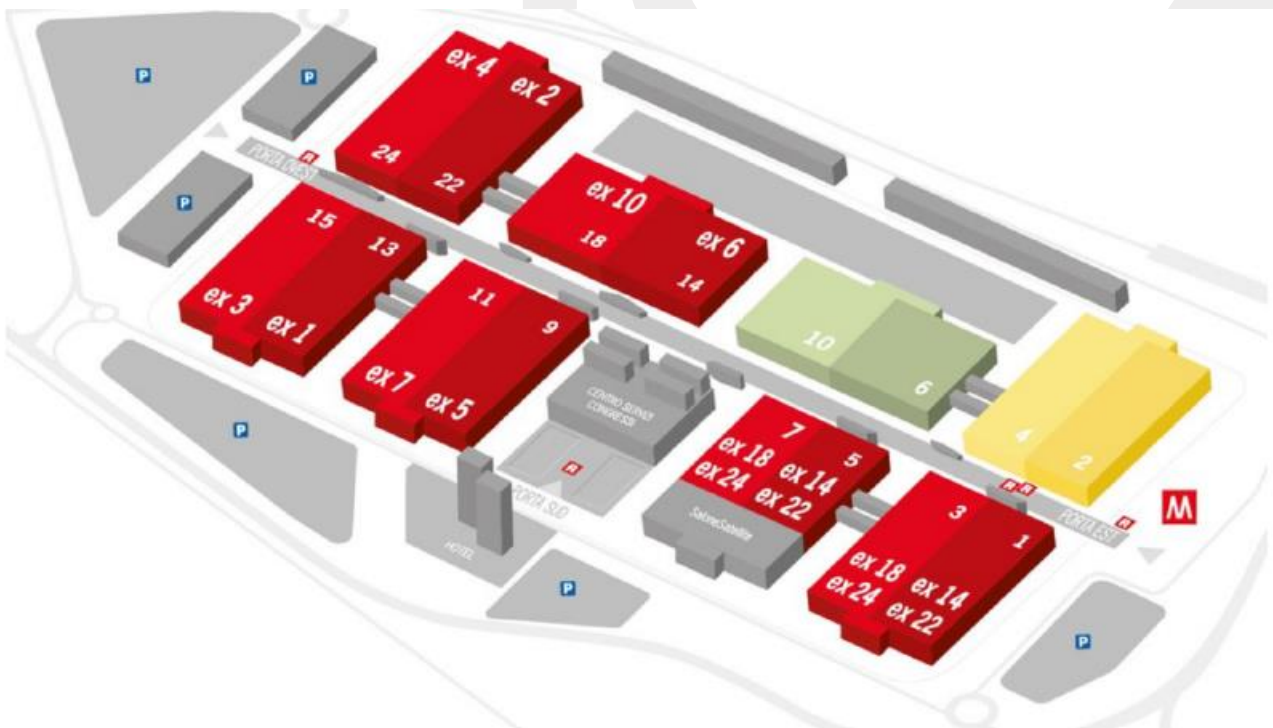 P
P
P
ex 4
ex 2
24
22
R
PORTA OVEST
ex 10
ex 6
18
14
15
13
ex 3
ex 1
11
9
ex 7
ex 5
10
6
4
2
CENTRO SERVIZI
CONGRESSI
R
PORTA SUD
HOTEL
7
5
ex 18
ex 14
ex 24
ex 22
SaloneSatellite
3
1
ex 18
ex 14
ex 24
ex 22
R R
R
PORTA EST
M
P
P
P